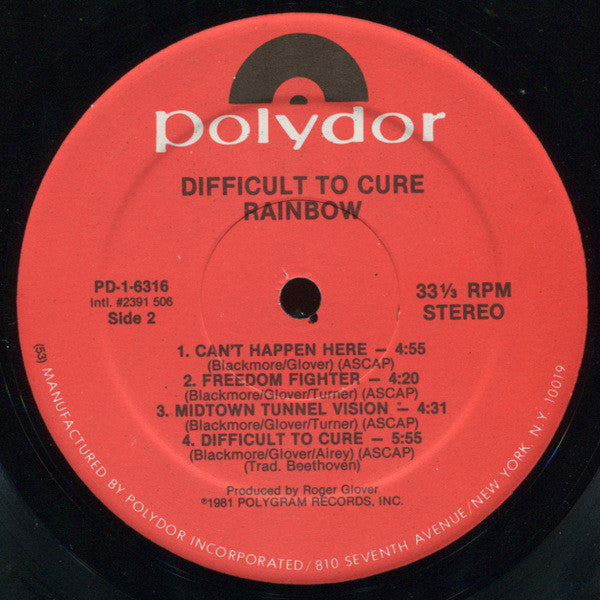 polydor
DIFFICULT TO CURE
RAINBOW
PD-1-6316
Intl. #2391 506
Side 2
33⅓ RPM
STEREO
1. CAN'T HAPPEN HERE — 4:55
(Blackmore/Glover) (ASCAP)
2. FREEDOM FIGHTER — 4:20
(Blackmore/Glover/Turner) (ASCAP)
3. MIDTOWN TUNNEL VISION — 4:31
(Blackmore/Glover/Turner) (ASCAP)
4. DIFFICULT TO CURE — 5:55
(Blackmore/Glover/Airey) (ASCAP)
(Trad. Beethoven)
Produced by Roger Glover
℗1981 POLYGRAM RECORDS, INC.
(53) MANUFACTURED BY POLYDOR INCORPORATED/810 SEVENTH AVENUE/NEW YORK, N.Y. 10019